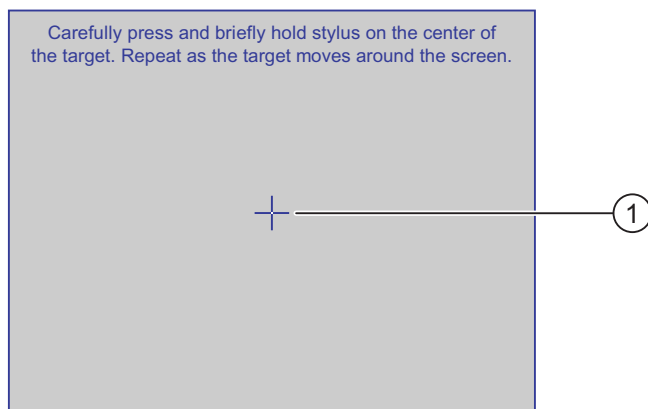 Carefully press and briefly hold stylus on the center of
the target. Repeat as the target moves around the screen.
1